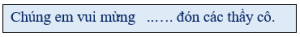 Chúng em vui mừng ...... đón các thầy cô.